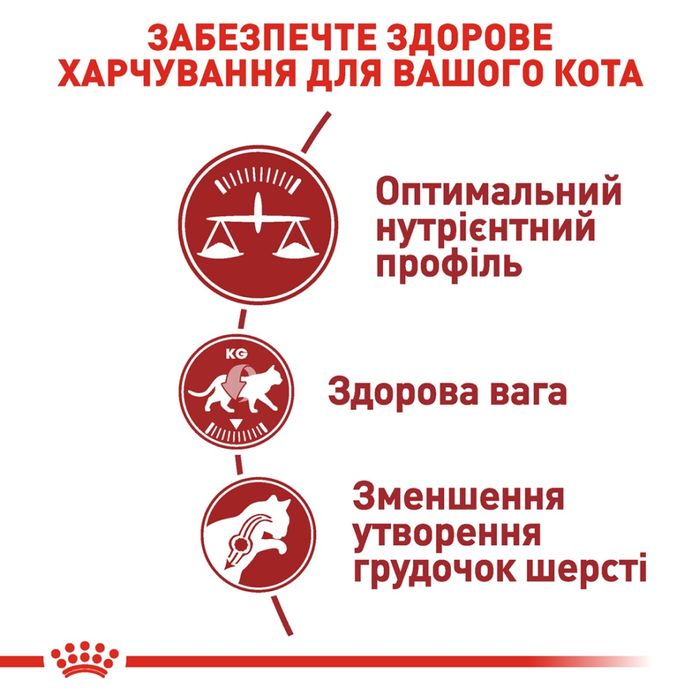 ЗАБЕЗПЕЧТЕ ЗДОРОВЕ
ХАРЧУВАННЯ ДЛЯ ВАШОГО КОТА
Оптимальний
нутрієнтний
профіль
KG
Здорова вага
Зменшення
утворення
грудочок шерсті